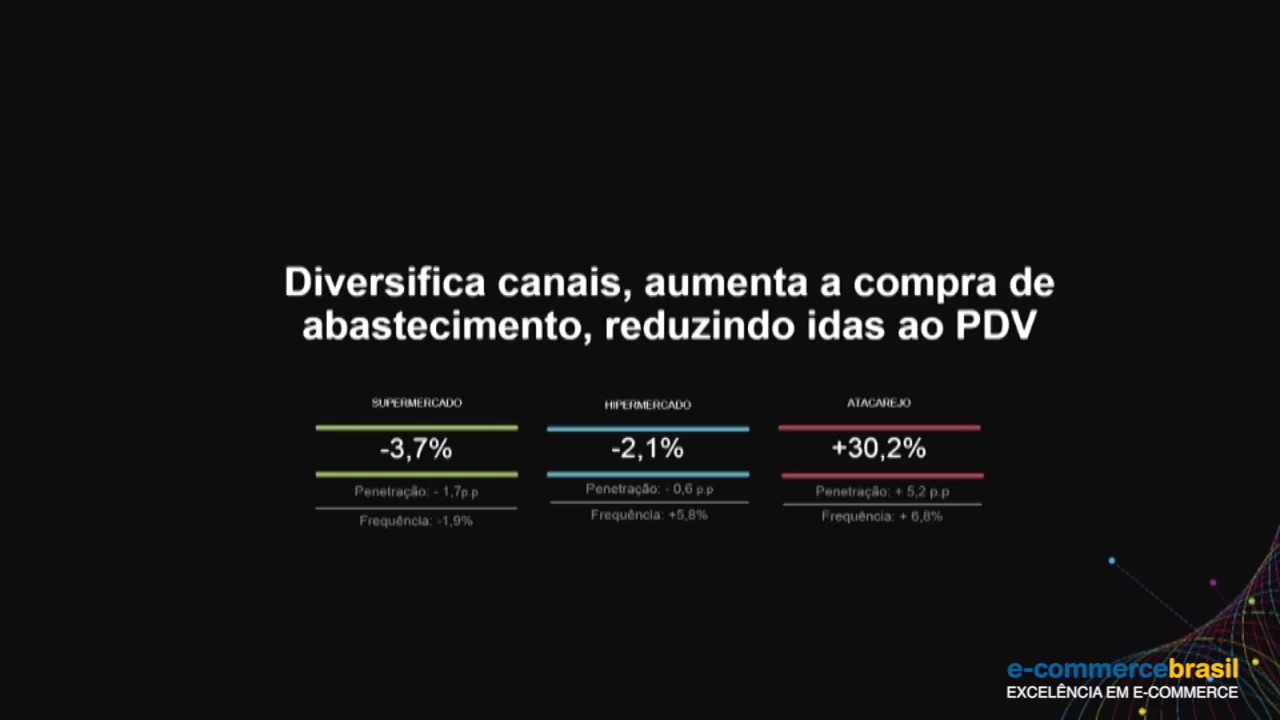 Diversifica canais, aumenta a compra de
abastecimento, reduzindo idas ao PDV
SUPERMERCADO
-3,7%
Penetração: - 1,7p.p
Frequência: -1,9%
HIPERMERCADO
-2,1%
Penetração: - 0,6 p.p
Frequência: +5,8%
ATACAREJO
+30,2%
Penetração: + 5,2 p.p
Frequência: + 6,8%
e-commercebrasil
EXCELÊNCIA EM E-COMMERCE